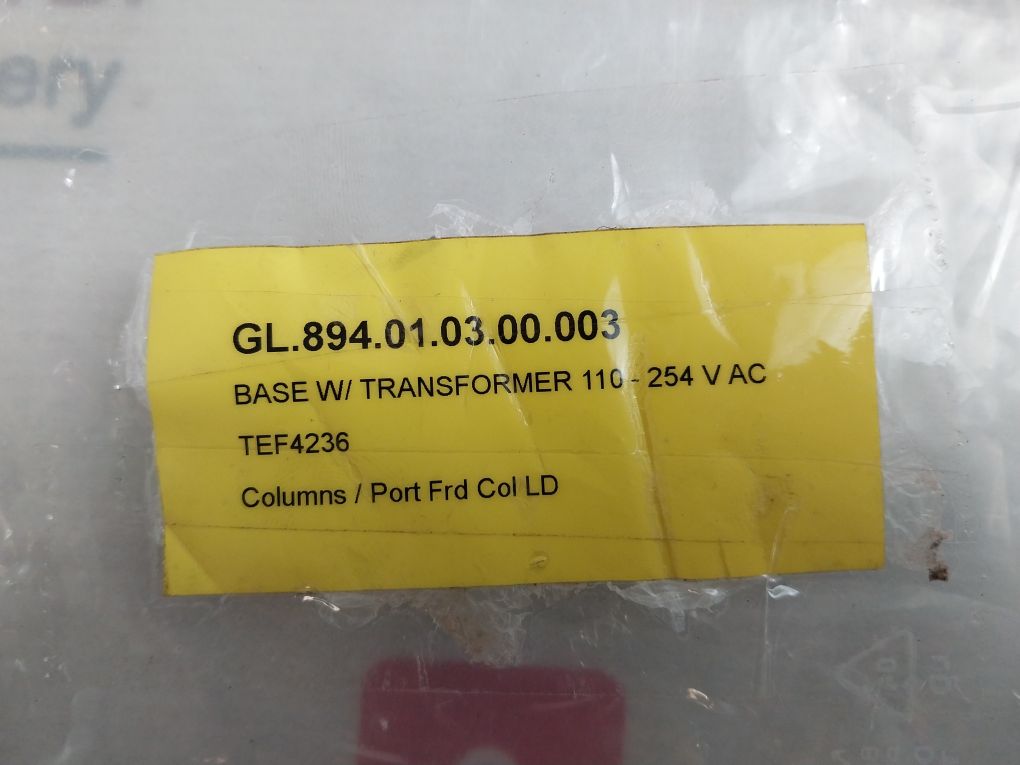 ery
GL.894.01.03.00.003
BASE W/ TRANSFORMER 110 - 254 V AC
TEF4236
Columns / Port Frd Col LD